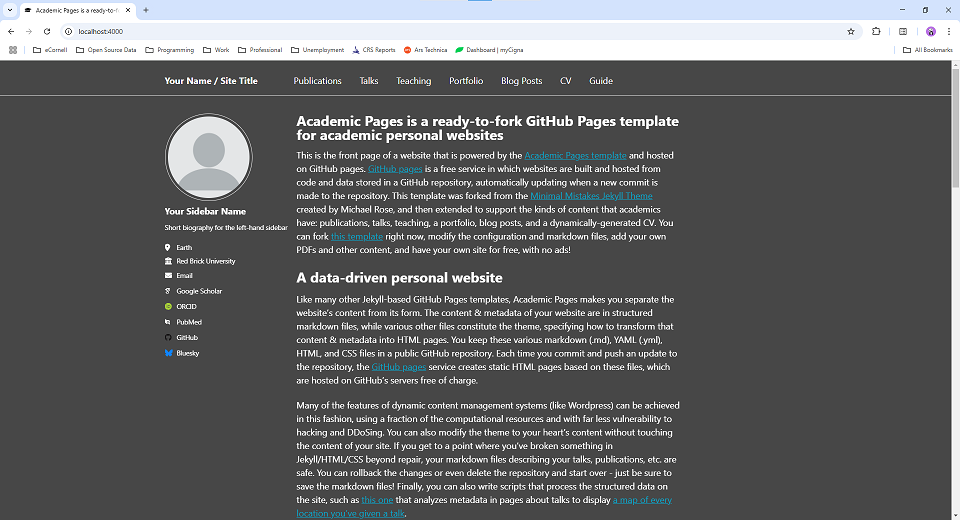 Academic Pages is a ready-to-fo
localhost:4000
eCornell
Open Source Data
Programming
Work
Professional
Unemployment
CRS Reports
Ars Technica
Dashboard | myCigna
All Bookmarks
Your Name / Site Title
Publications
Talks
Teaching
Portfolio
Blog Posts
CV
Guide
Your Sidebar Name
Short biography for the left-hand sidebar
Earth
Red Brick University
Email
Google Scholar
ORCID
PubMed
GitHub
Bluesky
Academic Pages is a ready-to-fork GitHub Pages template
for academic personal websites
This is the front page of a website that is powered by the Academic Pages template and hosted
on GitHub pages. GitHub pages is a free service in which websites are built and hosted from
code and data stored in a GitHub repository, automatically updating when a new commit is
made to the repository. This template was forked from the Minimal Mistakes Jekyll Theme
created by Michael Rose, and then extended to support the kinds of content that academics
have: publications, talks, teaching, a portfolio, blog posts, and a dynamically-generated CV. You
can fork this template right now, modify the configuration and markdown files, add your own
PDFs and other content, and have your own site for free, with no ads!
A data-driven personal website
Like many other Jekyll-based GitHub Pages templates, Academic Pages makes you separate the
website's content from its form. The content & metadata of your website are in structured
markdown files, while various other files constitute the theme, specifying how to transform that
content & metadata into HTML pages. You keep these various markdown (.md), YAML (.yml),
HTML, and CSS files in a public GitHub repository. Each time you commit and push an update to
the repository, the GitHub pages service creates static HTML pages based on these files, which
are hosted on GitHub's servers free of charge.
Many of the features of dynamic content management systems (like Wordpress) can be achieved
in this fashion, using a fraction of the computational resources and with far less vulnerability to
hacking and DDoSing. You can also modify the theme to your heart's content without touching
the content of your site. If you get to a point where you've broken something in
Jekyll/HTML/CSS beyond repair, your markdown files describing your talks, publications, etc. are
safe. You can rollback the changes or even delete the repository and start over - just be sure to
save the markdown files! Finally, you can also write scripts that process the structured data on
the site, such as this one that analyzes metadata in pages about talks to display a map of every
location you've given a talk.